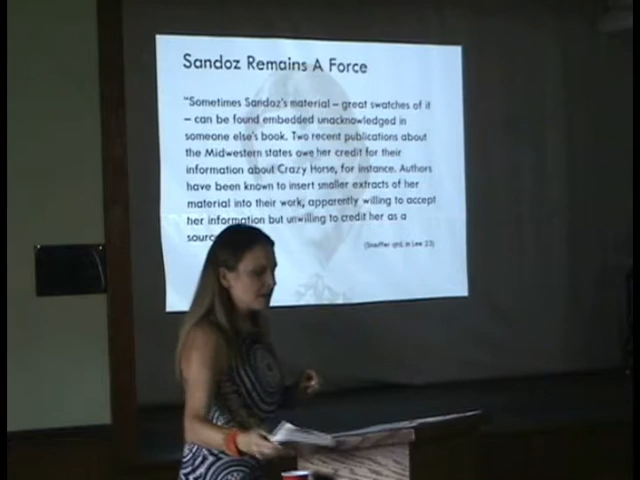 Sandoz Remains A Force
"Sometimes Sandoz's material – great swatches of it
– can be found embedded unacknowledged in
someone else's book. Two recent publications about
the Midwestern states owe her credit for their
information about Crazy Horse, for instance. Authors
have been known to insert smaller extracts of her
material into their work, apparently willing to accept
her information but unwilling to credit her as a
sourc
(Stauffer qtd. in Lee 23)